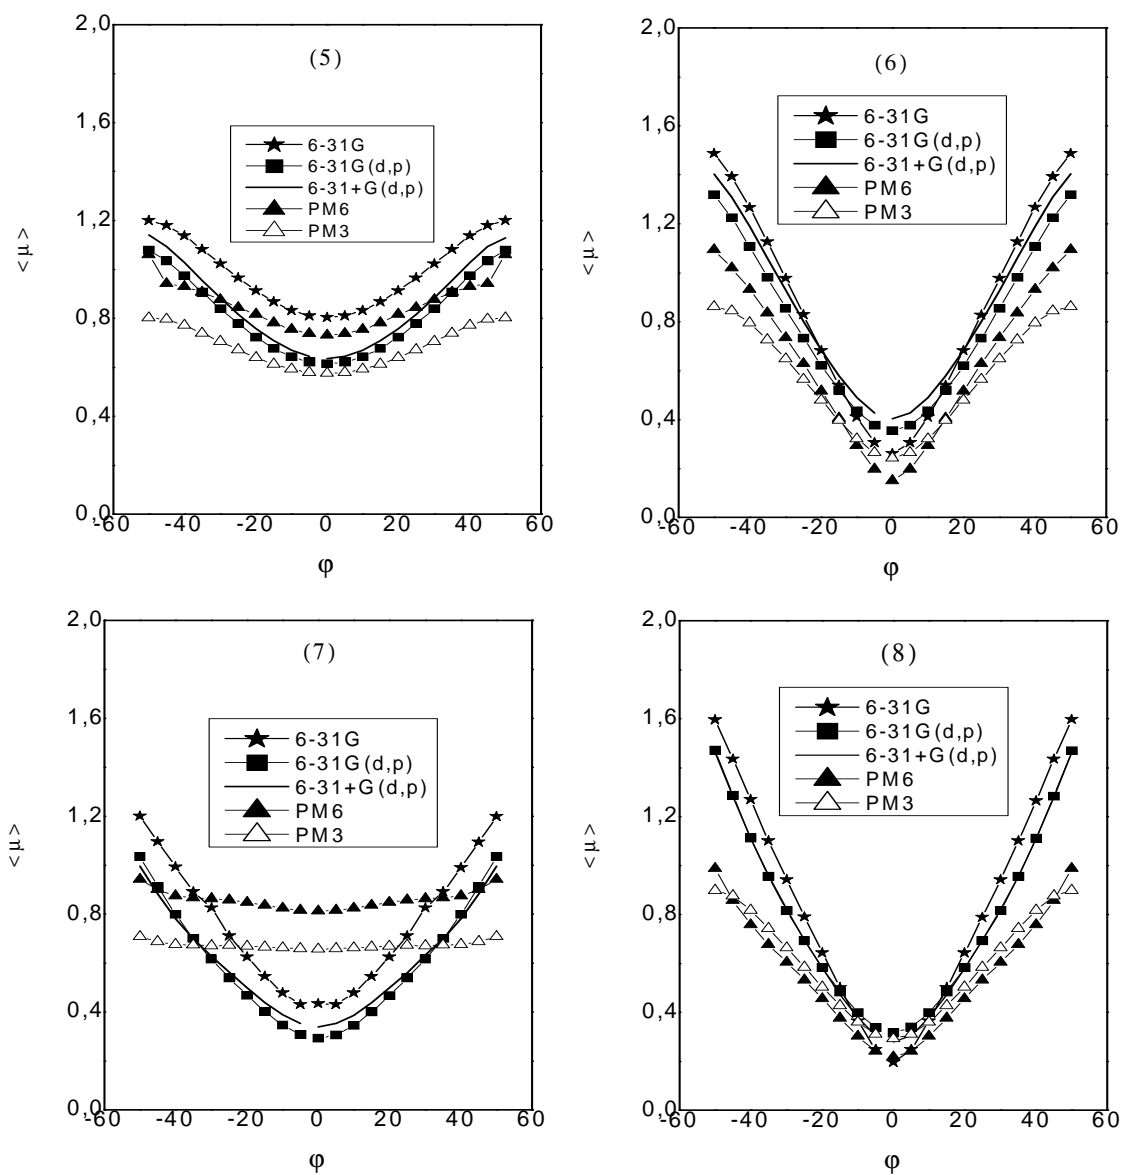 2,0
1,6
1,2
0,8
0,4
0,0
< μ >
(5)
6-31G
6-31G(d,p)
6-31+G(d,p)
PM6
PM3
-60 -40 -20 0 20 40 60
φ
2,0
1,6
1,2
0,8
0,4
0,0
< μ >
(6)
6-31G
6-31G(d,p)
6-31+G(d,p)
PM6
PM3
-60 -40 -20 0 20 40 60
φ
2,0
1,6
1,2
0,8
0,4
0,0
< μ >
(7)
6-31G
6-31G(d,p)
6-31+G(d,p)
PM6
PM3
-60 -40 -20 0 20 40 60
φ
2,0
1,6
1,2
0,8
0,4
0,0
< μ >
(8)
6-31G
6-31G(d,p)
6-31+G(d,p)
PM6
PM3
-60 -40 -20 0 20 40 60
φ